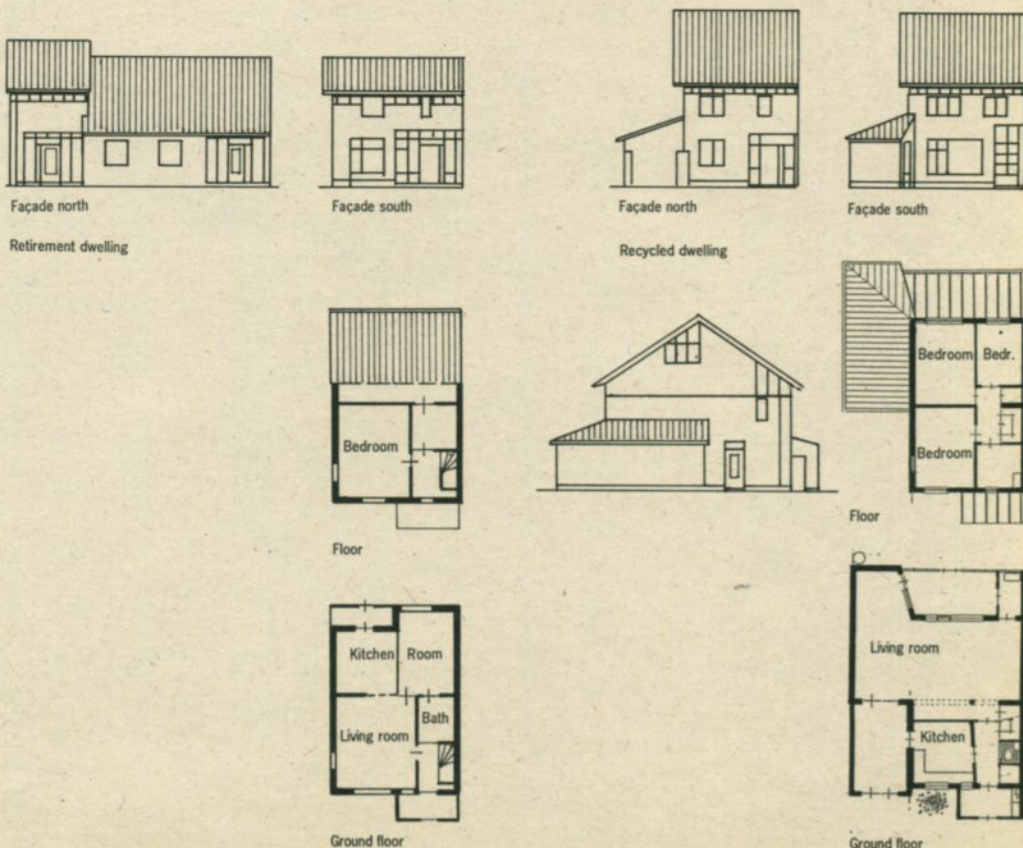 Façade north
Façade south
Retirement dwelling
Bedroom
Floor
Kitchen
Room
Living room
Bath
Ground floor
Façade north
Façade south
Recycled dwelling
Bedroom
Bedr.
Bedroom
Floor
Living room
Kitchen
Ground floor